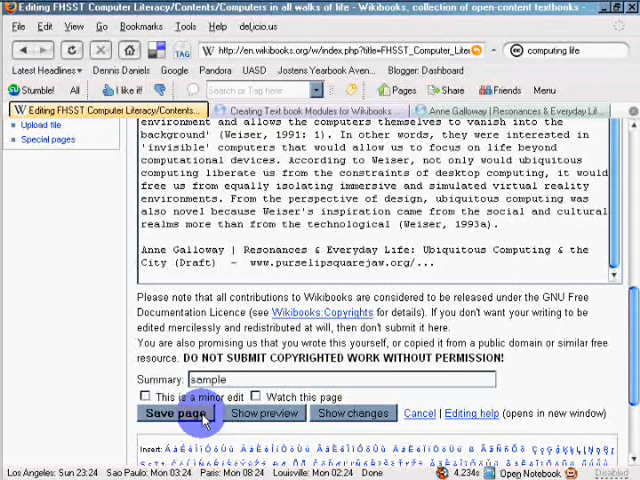 Editing FHSST Computer Literacy/Contents/Computers in all walks of life - Wikibooks, collection of open-content textbooks -
File Edit View Go Bookmarks Tools Help del.icio.us
TAG http://en.wikibooks.org/w/index.php?title=FHSST_Computer_Liter computing life
Latest Headlines Dennis Daniels Google Pandora UADT Jostens Yearbook Avenue... Blogger: Dashboard
Stumble! All I like it! Search or Tag here Pages Share Friends Menu
Editing FHSST Computer Literacy/Contents... Creating Text book Modules for Wikibooks ... Anne Galloway | Resonances & Everyday Lif...
Upload file
Special pages
environment and allows the computers themselves to vanish into the
background' (Weiser, 1991: 1). In other words, they were interested in
'invisible' computers that would allow us to focus on life beyond
computational devices. According to Weiser, not only would ubiquitous
computing liberate us from the constraints of desktop computing, it would
free us from equally isolating immersive and simulated virtual reality
environments. From the perspective of design, ubiquitous computing was
also novel because Weiser's inspiration came from the social and cultural
realms more than from the technical (Weiser, 1993a).
Anne Galloway | Resonances & Everyday Life: Ubiquitous Computing & the
City (Draft) - www.purselipsquarejaw.org/...
Please note that all contributions to Wikibooks are considered to be released under the GNU Free
Documentation Licence (see Wikibooks:Copyrights for details). If you don't want your writing to be
edited mercilessly and redistributed at will, then don't submit it here.
You are also promising us that you wrote this yourself, or copied it from a public domain or similar free
resource. DO NOT SUBMIT COPYRIGHTED WORK WITHOUT PERMISSION!
Summary: sample
This is a minor edit Watch this page
Save page Show preview Show changes Cancel | Editing help (opens in new window)
Insert:
Los Angeles: Sun 23:24 Sao Paulo: Mon 03:24 Paris: Mon 08:24 Louisville: Mon 02:24 Done 4.234s Open Notebook Disabled